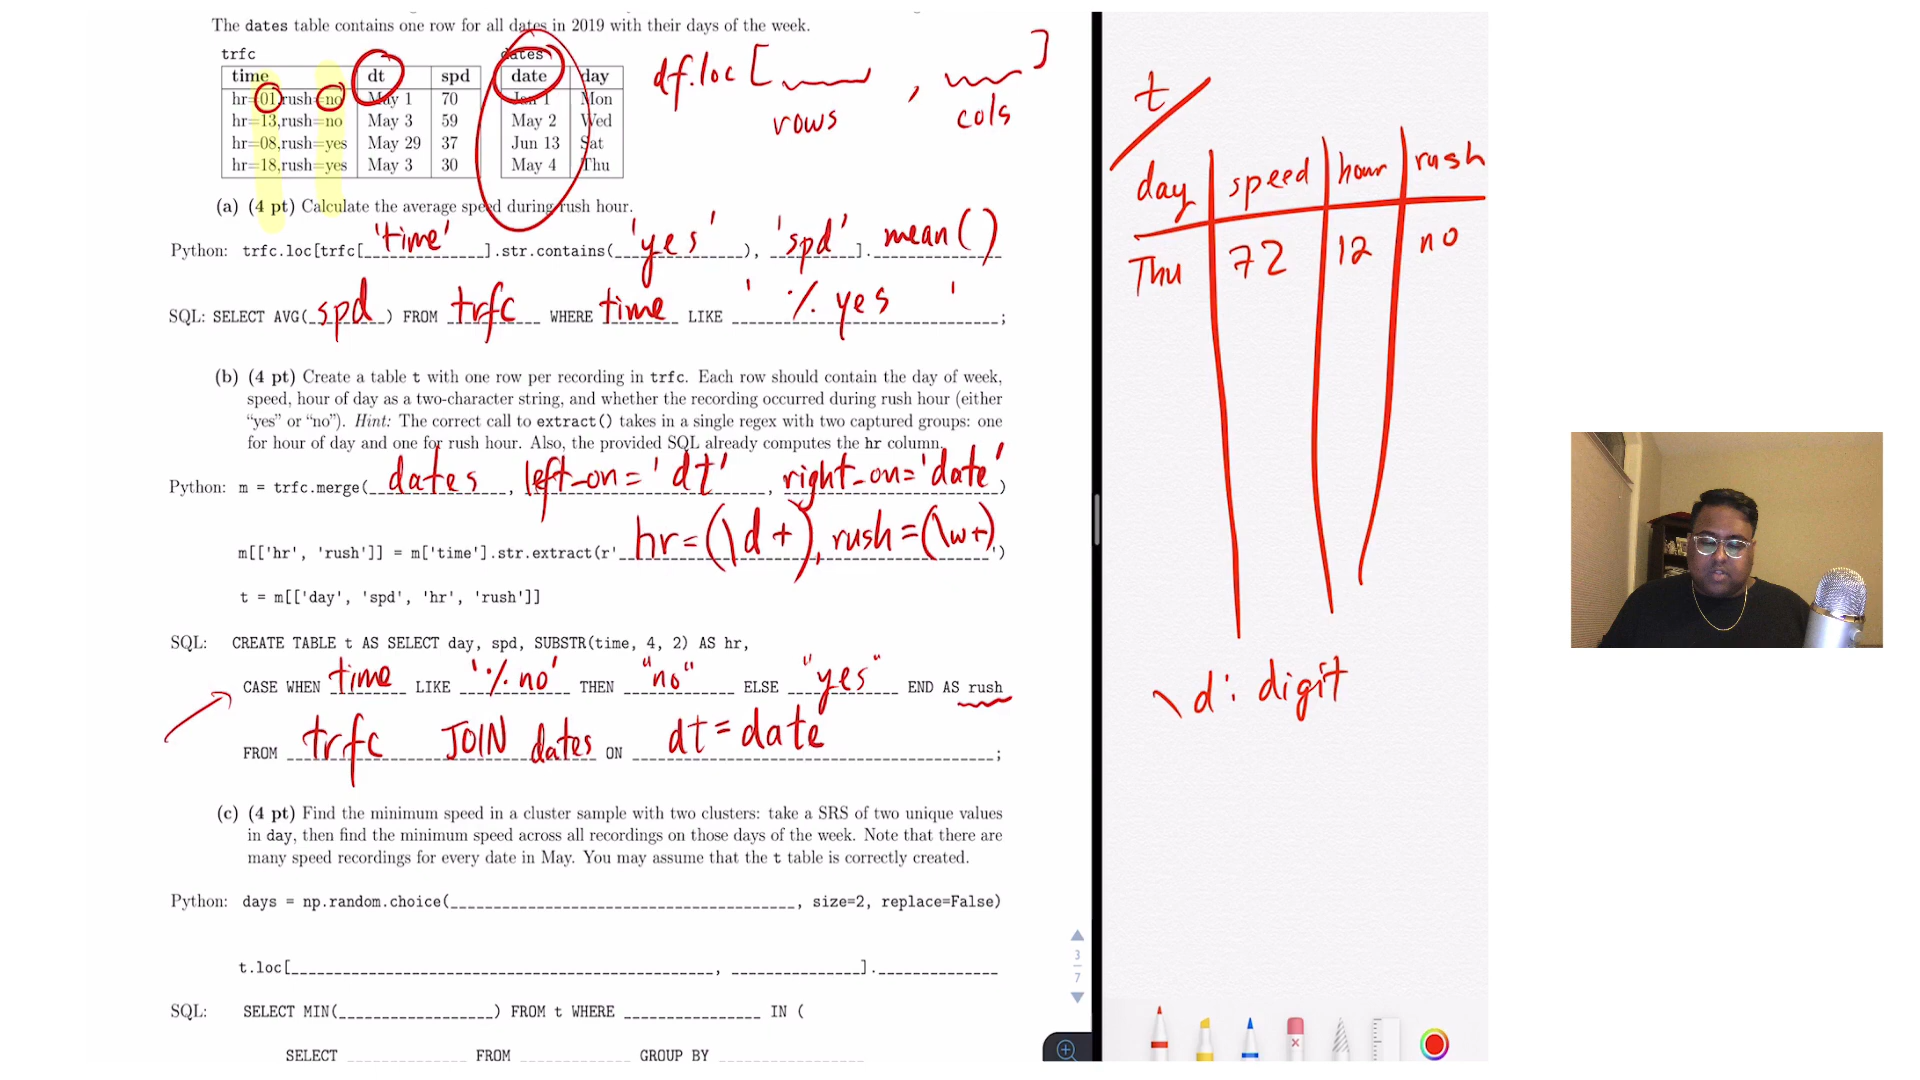 The dates table contains one row for all dates in 2019 with their days of the week.
trfc
time dt spd
hr=01,rush=no May 1 70
hr=13,rush=no May 3 59
hr=08,rush=yes May 29 37
hr=18,rush=yes May 3 30
dates
date day
Jan 1 Mon
May 2 Wed
Jun 13 Sat
May 4 Thu
df.loc [ , ]
rows cols
(a) (4 pt) Calculate the average speed during rush hour.
Python: trfc.loc[trfc['time'].str.contains('yes'), 'spd'].mean()
SQL: SELECT AVG(spd) FROM trfc WHERE time LIKE '%yes';
(b) (4 pt) Create a table t with one row per recording in trfc. Each row should contain the day of week,
speed, hour of day as a two-character string, and whether the recording occurred during rush hour (either
“yes” or “no”). Hint: The correct call to extract() takes in a single regex with two captured groups: one
for hour of day and one for rush hour. Also, the provided SQL already computes the hr column.
Python: m = trfc.merge(dates, left_on='dt', right_on='date')
m[['hr', 'rush']] = m['time'].str.extract(r'hr=(\d+),rush=(\w+)')
t = m[['day', 'spd', 'hr', 'rush']]
SQL: CREATE TABLE t AS SELECT day, spd, SUBSTR(time, 4, 2) AS hr,
CASE WHEN time LIKE '%no' THEN "no" ELSE "yes" END AS rush
FROM trfc JOIN dates ON dt=date;
(c) (4 pt) Find the minimum speed in a cluster sample with two clusters: take a SRS of two unique values
in day, then find the minimum speed across all recordings on those days of the week. Note that there are
many speed recordings for every date in May. You may assume that the t table is correctly created.
Python: days = np.random.choice(____, size=2, replace=False)
t.loc[____, ____].____
SQL: SELECT MIN(____) FROM t WHERE ____ IN (
SELECT ____ FROM ____ GROUP BY ____
t
day speed hour rush
Thu 72 12 no
\d: digit
3
7